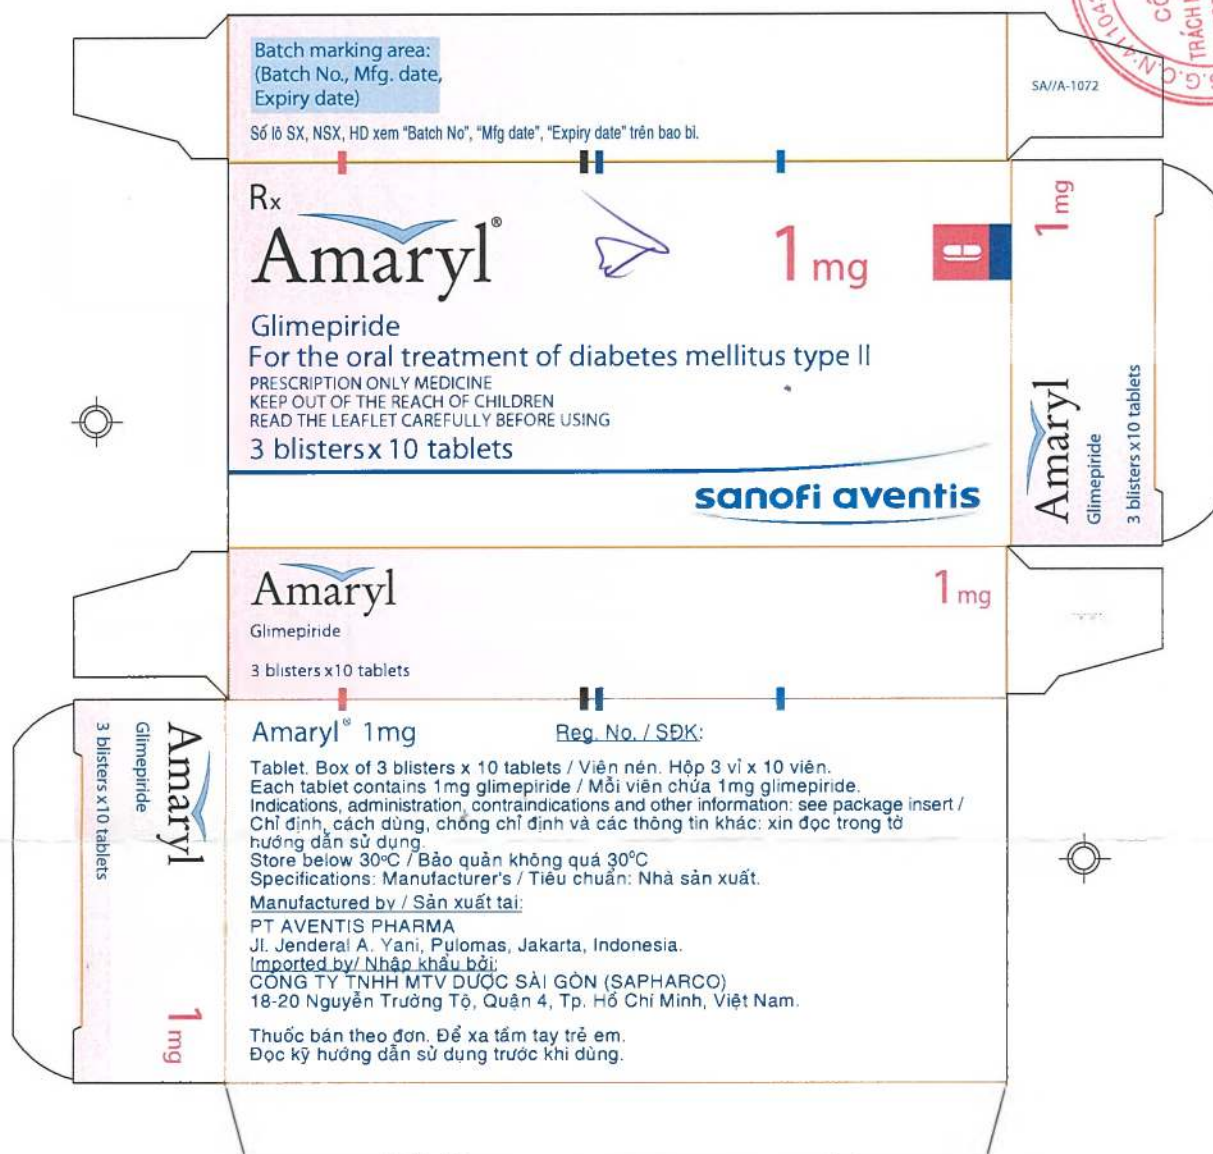 Batch marking area:
(Batch No., Mfg. date,
Expiry date)
Số lô SX, NSX, HD xem "Batch No", "Mfg date", "Expiry date" trên bao bì.
SA//A-1072
TRÁCH
Rx
Amaryl®
1 mg
Glimepiride
For the oral treatment of diabetes mellitus type II
PRESCRIPTION ONLY MEDICINE
KEEP OUT OF THE REACH OF CHILDREN
READ THE LEAFLET CAREFULLY BEFORE USING
3 blisters x 10 tablets
sanofi aventis
1 mg
Amaryl
Glimepiride
3 blisters x10 tablets
Amaryl
1 mg
Glimepiride
3 blisters x10 tablets
Amaryl
Glimepiride
3 blisters x10 tablets
1 mg
Amaryl® 1mg
Reg. No. / SĐK:
Tablet. Box of 3 blisters x 10 tablets / Viên nén. Hộp 3 vỉ x 10 viên.
Each tablet contains 1mg glimepiride / Mỗi viên chứa 1mg glimepiride.
Indications, administration, contraindications and other information: see package insert /
Chỉ định, cách dùng, chống chỉ định và các thông tin khác: xin đọc trong tờ
hướng dẫn sử dụng.
Store below 30°C / Bảo quản không quá 30°C
Specifications: Manufacturer's / Tiêu chuẩn: Nhà sản xuất.
Manufactured by / Sản xuất tại:
PT AVENTIS PHARMA
Jl. Jenderal A. Yani, Pulomas, Jakarta, Indonesia.
Imported by/ Nhập khẩu bởi:
CÔNG TY TNHH MTV DƯỢC SÀI GÒN (SAPHARCO)
18-20 Nguyễn Trường Tộ, Quận 4, Tp. Hồ Chí Minh, Việt Nam.
Thuốc bán theo đơn. Để xa tầm tay trẻ em.
Đọc kỹ hướng dẫn sử dụng trước khi dùng.